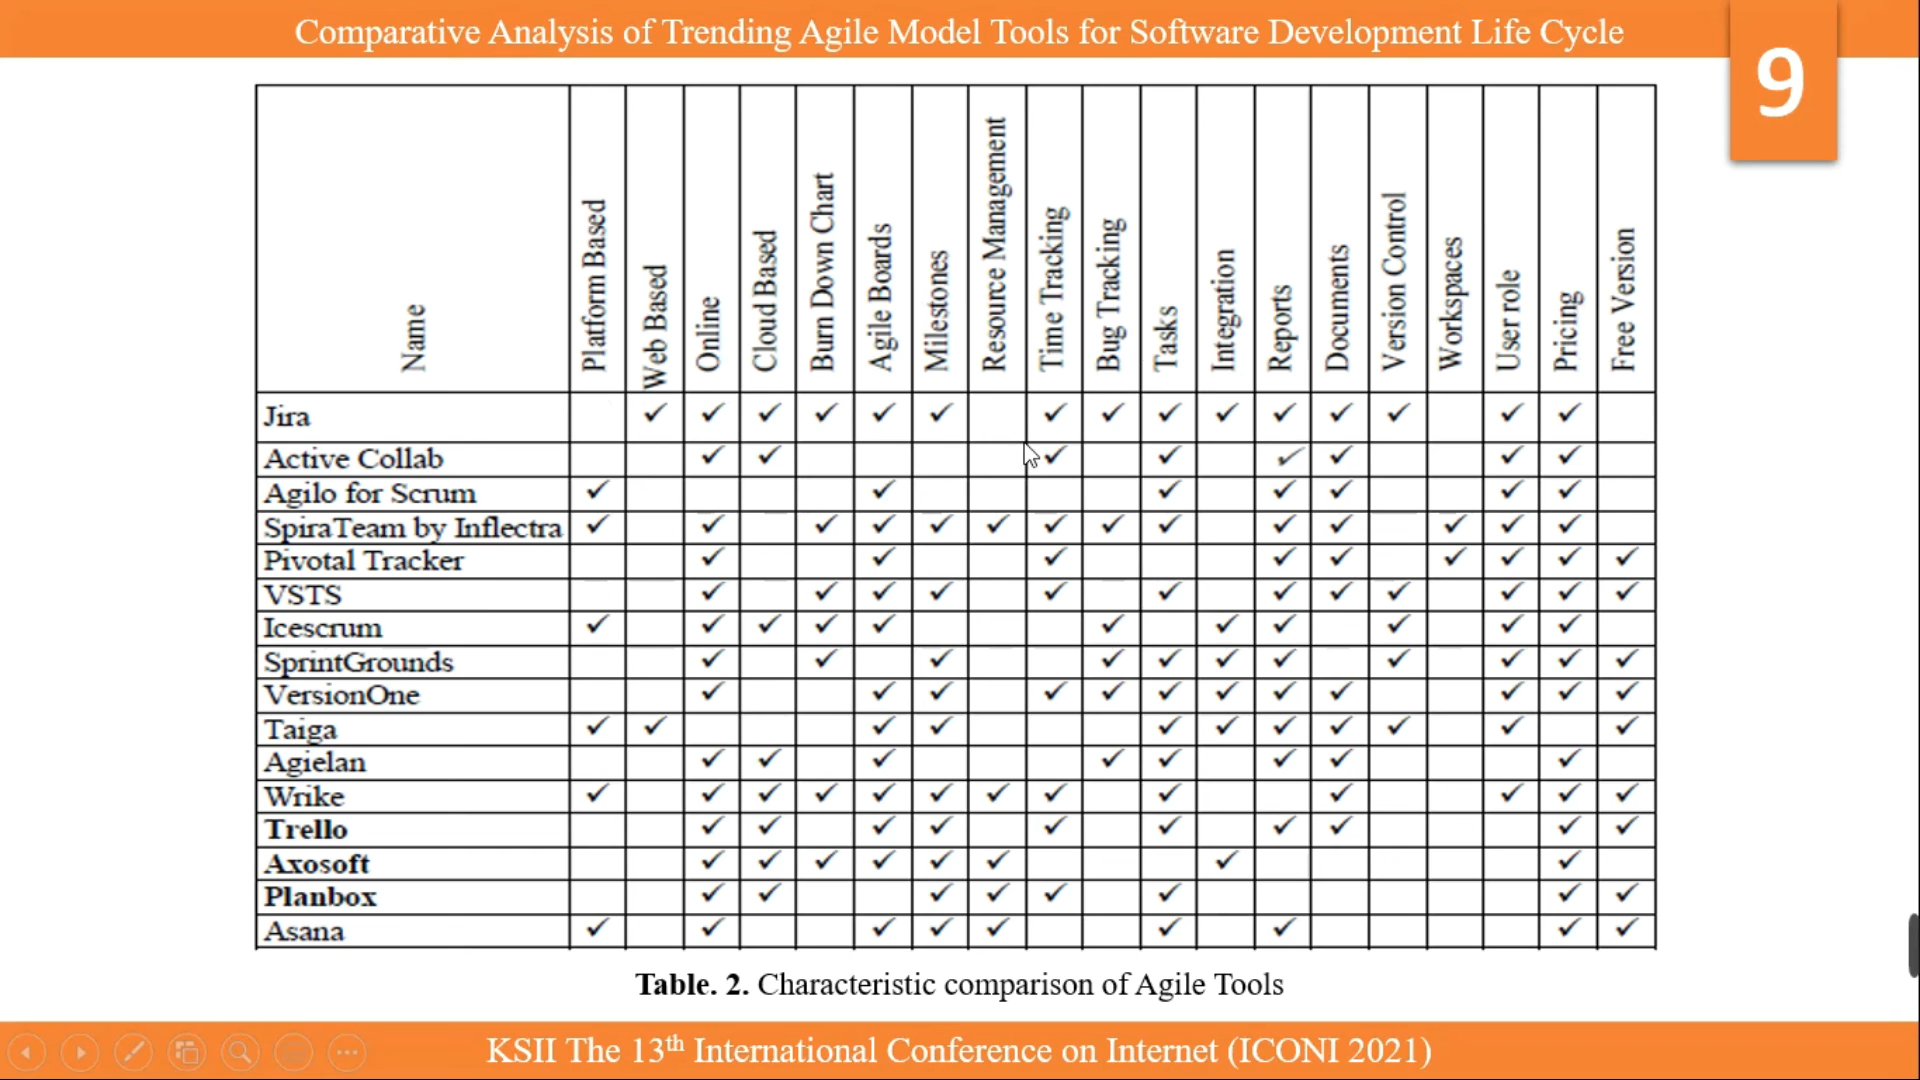 Comparative Analysis of Trending Agile Model Tools for Software Development Life Cycle
9
Name Platform Based Web Based Online Cloud Based Burn Down Chart Agile Boards Milestones Resource Management Time Tracking Bug Tracking Tasks Integration Reports Documents Version Control Workspaces User role Pricing Free Version
Jira ✓ ✓ ✓ ✓ ✓ ✓ ✓ ✓ ✓ ✓ ✓ ✓ ✓ ✓ ✓
Active Collab ✓ ✓ ✓ ✓ ✓ ✓ ✓ ✓
Agilo for Scrum ✓ ✓ ✓ ✓ ✓ ✓ ✓
SpiraTeam by Inflectra ✓ ✓ ✓ ✓ ✓ ✓ ✓ ✓ ✓ ✓ ✓ ✓ ✓ ✓
Pivotal Tracker ✓ ✓ ✓ ✓ ✓ ✓ ✓ ✓ ✓
VSTS ✓ ✓ ✓ ✓ ✓ ✓ ✓ ✓ ✓ ✓ ✓ ✓
Icescrum ✓ ✓ ✓ ✓ ✓ ✓ ✓ ✓ ✓ ✓ ✓
SprintGrounds ✓ ✓ ✓ ✓ ✓ ✓ ✓ ✓ ✓ ✓ ✓
VersionOne ✓ ✓ ✓ ✓ ✓ ✓ ✓ ✓ ✓ ✓ ✓ ✓
Taiga ✓ ✓ ✓ ✓ ✓ ✓ ✓ ✓ ✓ ✓ ✓
Agielan ✓ ✓ ✓ ✓ ✓ ✓ ✓ ✓
Wrike ✓ ✓ ✓ ✓ ✓ ✓ ✓ ✓ ✓ ✓ ✓ ✓ ✓
Trello ✓ ✓ ✓ ✓ ✓ ✓ ✓ ✓ ✓ ✓
Axosoft ✓ ✓ ✓ ✓ ✓ ✓ ✓ ✓
Planbox ✓ ✓ ✓ ✓ ✓ ✓ ✓ ✓
Asana ✓ ✓ ✓ ✓ ✓ ✓ ✓ ✓ ✓
Table. 2. Characteristic comparison of Agile Tools
KSII The 13th International Conference on Internet (ICONI 2021)